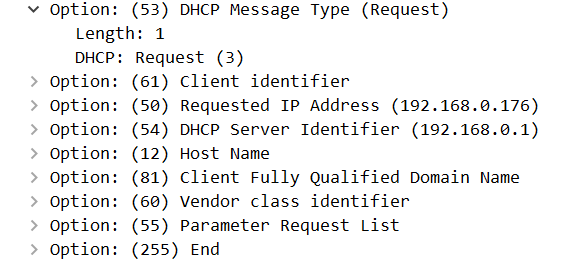 Option: (53) DHCP Message Type (Request)
Length: 1
DHCP: Request (3)
Option: (61) Client identifier
Option: (50) Requested IP Address (192.168.0.176)
Option: (54) DHCP Server Identifier (192.168.0.1)
Option: (12) Host Name
Option: (81) Client Fully Qualified Domain Name
Option: (60) Vendor class identifier
Option: (55) Parameter Request List
Option: (255) End